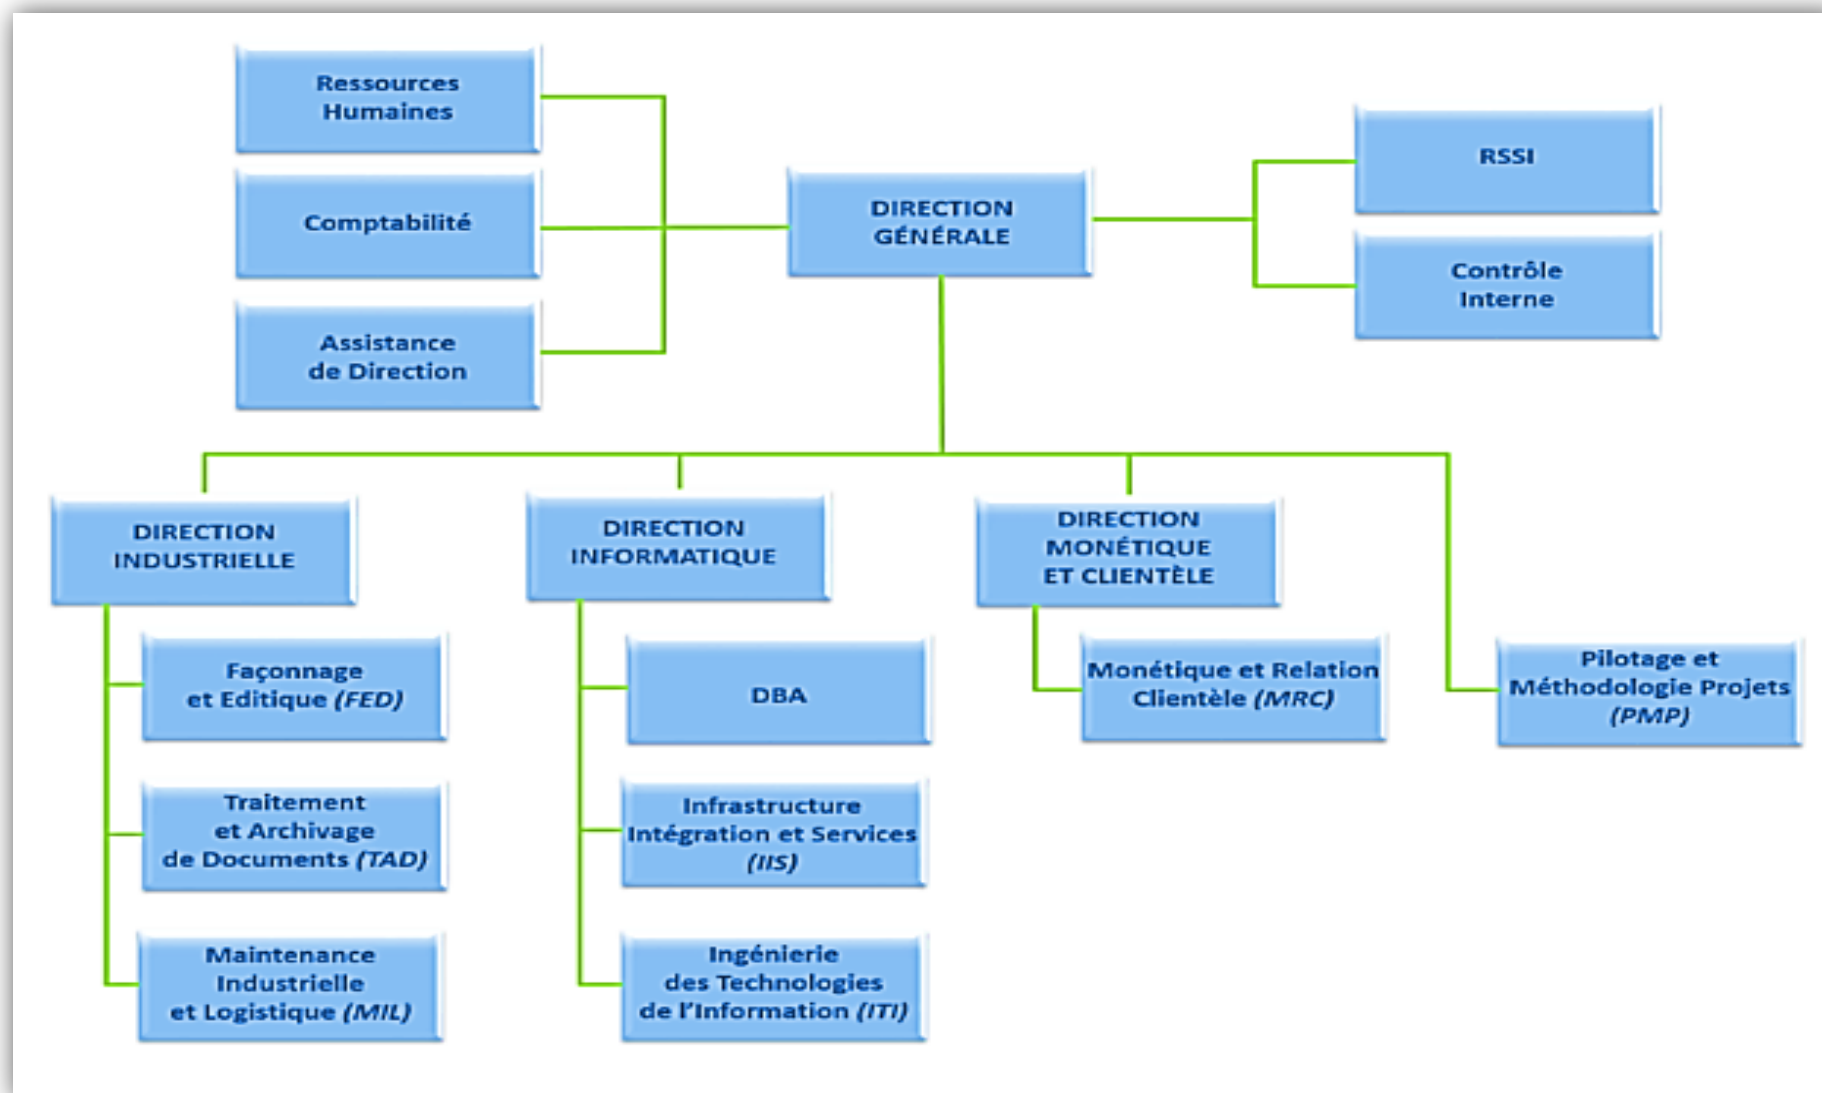 Ressources
Humaines
Comptabilité
Assistance
de Direction
DIRECTION
GÉNÉRALE
RSSI
Contrôle
Interne
DIRECTION
INDUSTRIELLE
Façonnage
et Editique (FED)
Traitement
et Archivage
de Documents (TAD)
Maintenance
Industrielle
et Logistique (MIL)
DIRECTION
INFORMATIQUE
DBA
Infrastructure
Intégration et Services
(IIS)
Ingénierie
des Technologies
de l'Information (ITI)
DIRECTION
MONÉTIQUE
ET CLIENTÈLE
Monétique et Relation
Clientèle (MRC)
Pilotage et
Méthodologie Projets
(PMP)